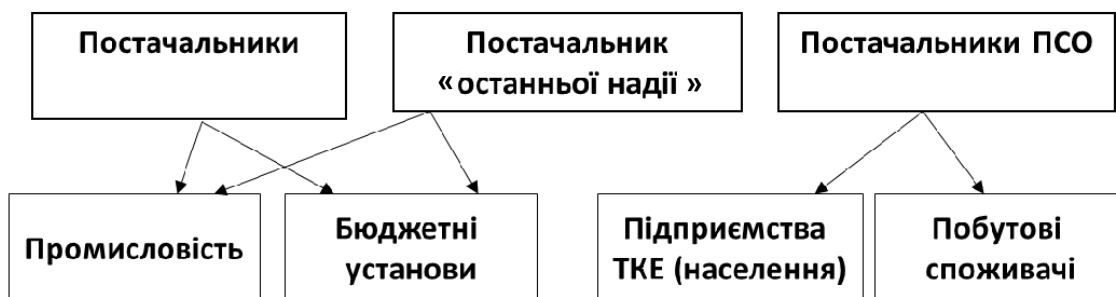 Постачальники
Постачальник
«останньої надії »
Постачальники ПСО
Промисловість
Бюджетні
установи
Підприємства
ТКЕ (населення)
Побутові
споживачі